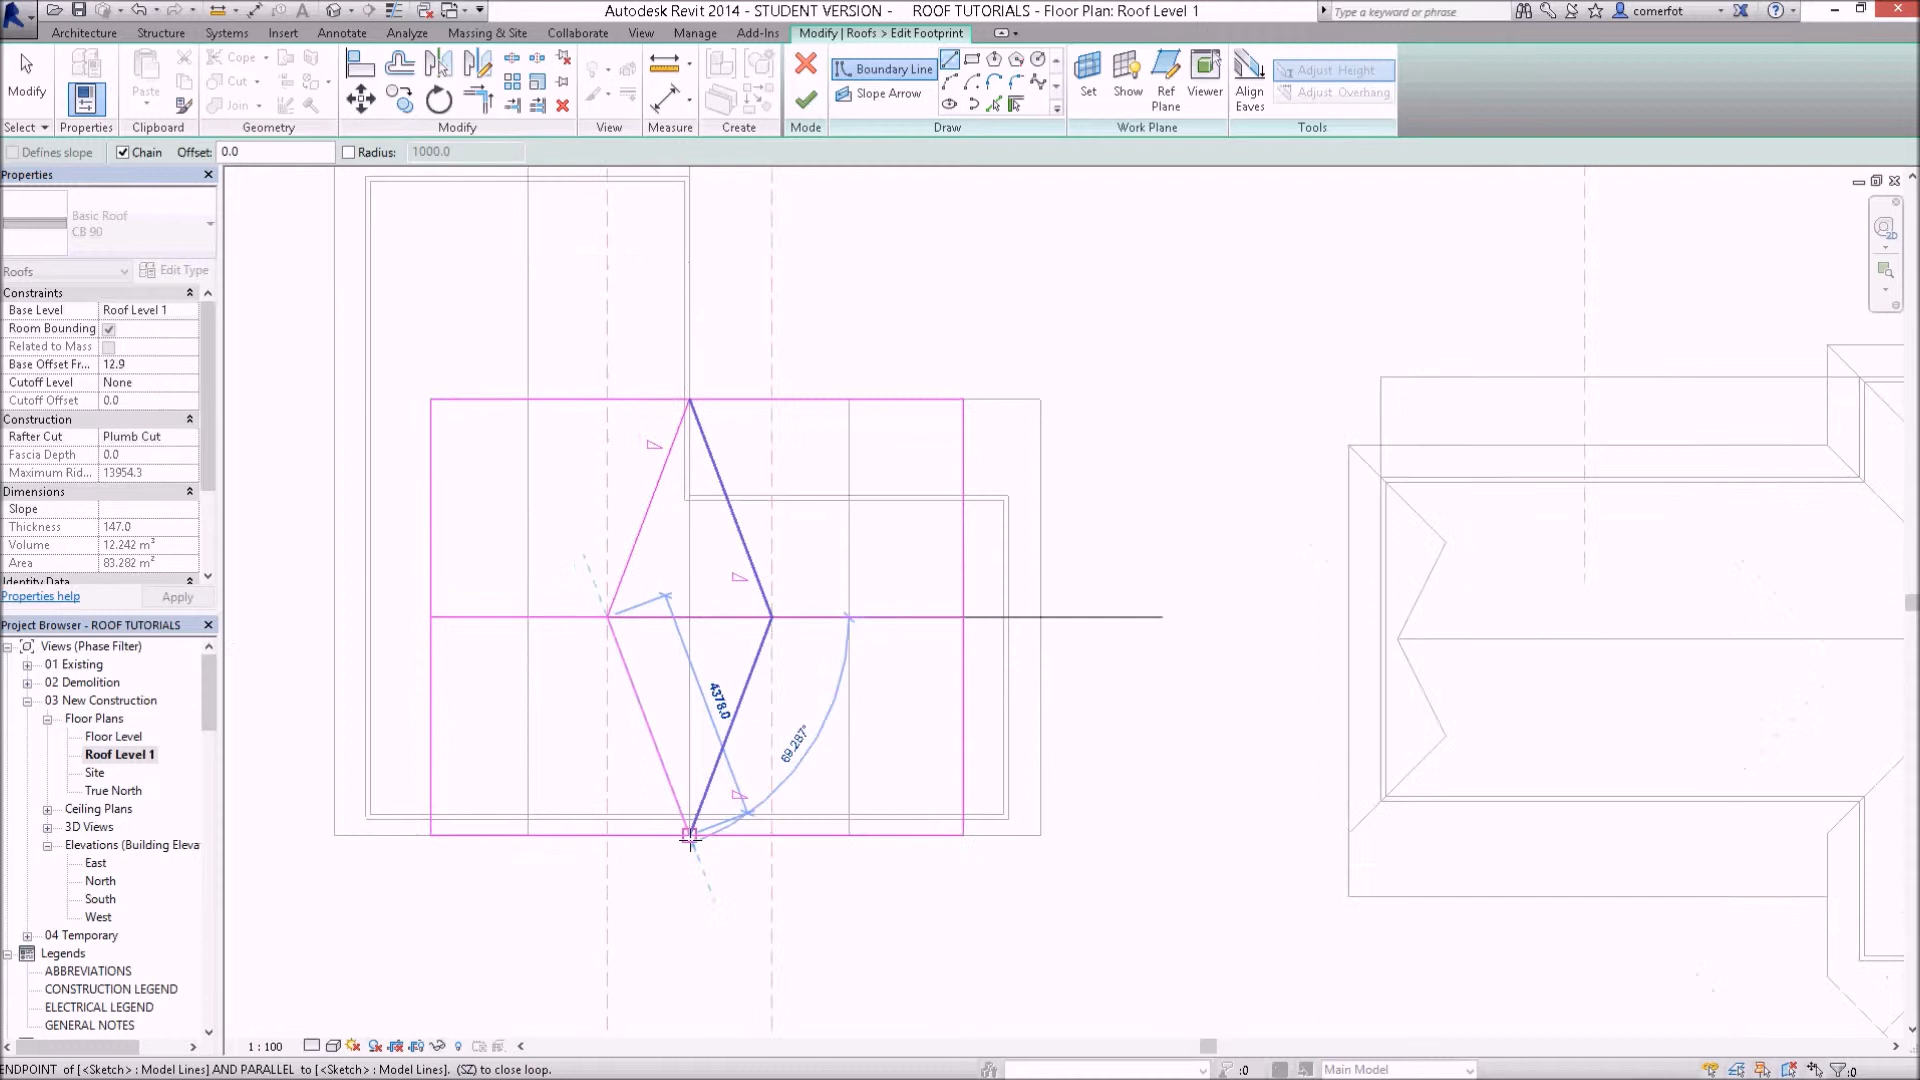 Autodesk Revit 2014 - STUDENT VERSION - ROOF TUTORIALS - Floor Plan: Roof Level 1
Type a keyword or phrase
comerfot
Architecture Structure Systems Insert Annotate Analyze Massing & Site Collaborate View Manage Add-Ins Modify | Roofs > Edit Footprint
Modify
Paste
Cope
Cut
Join
Boundary Line
Slope Arrow
Set
Show
Ref Plane
Viewer
Align Eaves
Adjust Height
Adjust Overhang
Select Properties Clipboard Geometry Modify View Measure Create Mode Draw Work Plane Tools
Defines slope Chain Offset: 0.0 Radius: 1000.0
Properties
Basic Roof
CB 90
Roofs Edit Type
Constraints
Base Level Roof Level 1
Room Bounding
Related to Mass
Base Offset Fr... 12.9
Cutoff Level None
Cutoff Offset 0.0
Construction
Rafter Cut Plumb Cut
Fascia Depth 0.0
Maximum Rid... 13954.3
Dimensions
Slope
Thickness 147.0
Volume 12.242 m³
Area 83.282 m²
Identity Data
Properties help Apply
Project Browser - ROOF TUTORIALS
Views (Phase Filter)
01 Existing
02 Demolition
03 New Construction
Floor Plans
Floor Level
Roof Level 1
Site
True North
Ceiling Plans
3D Views
Elevations (Building Eleva
East
North
South
West
04 Temporary
Legends
ABBREVIATIONS
CONSTRUCTION LEGEND
ELECTRICAL LEGEND
GENERAL NOTES
4378.0
69.287°
2D
1 : 100
ENDPOINT of [<Sketch> : Model Lines] AND PARALLEL to [<Sketch> : Model Lines]. (SZ) to close loop.
:0
Main Model
:0